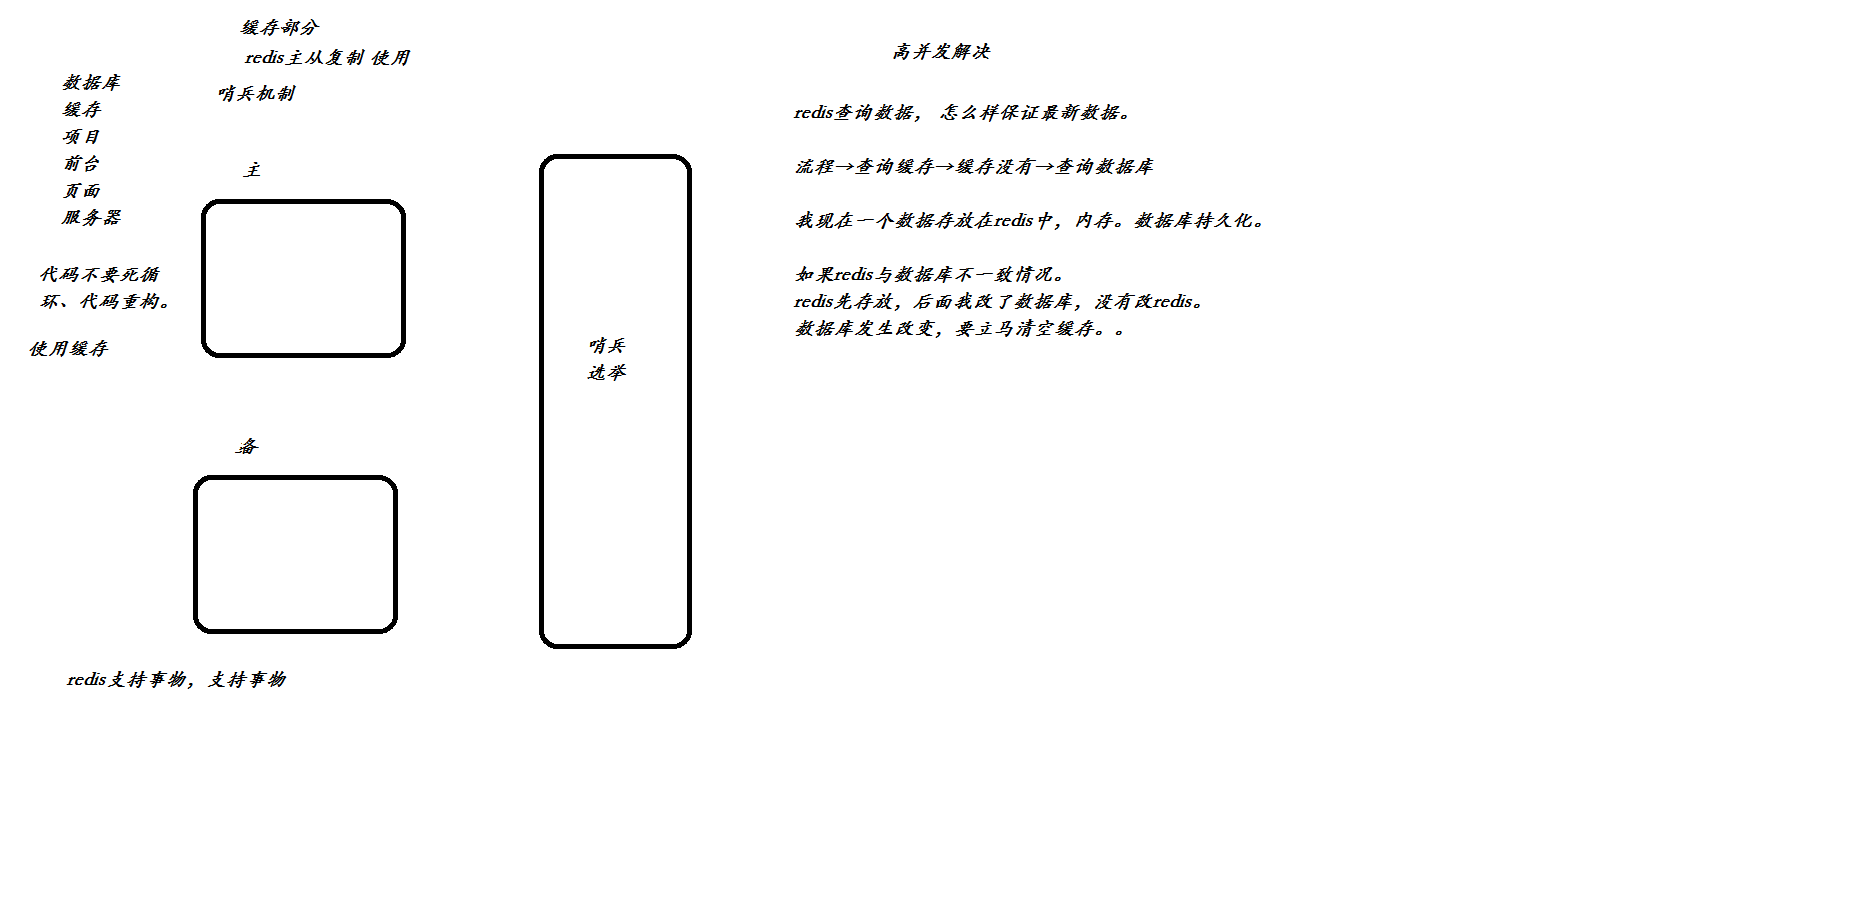 缓存部分
redis主从复制 使用
哨兵机制
数据库
缓存
项目
前台
页面
服务器
代码不要死循
环、代码重构。
使用缓存
主
备
哨兵
选举
redis支持事物，支持事物
高并发解决
redis查询数据， 怎么样保证最新数据。
流程→查询缓存→缓存没有→查询数据库
我现在一个数据存放在redis中，内存。数据库持久化。
如果redis与数据库不一致情况。
redis先存放，后面我改了数据库，没有改redis。
数据库发生改变，要立马清空缓存。。